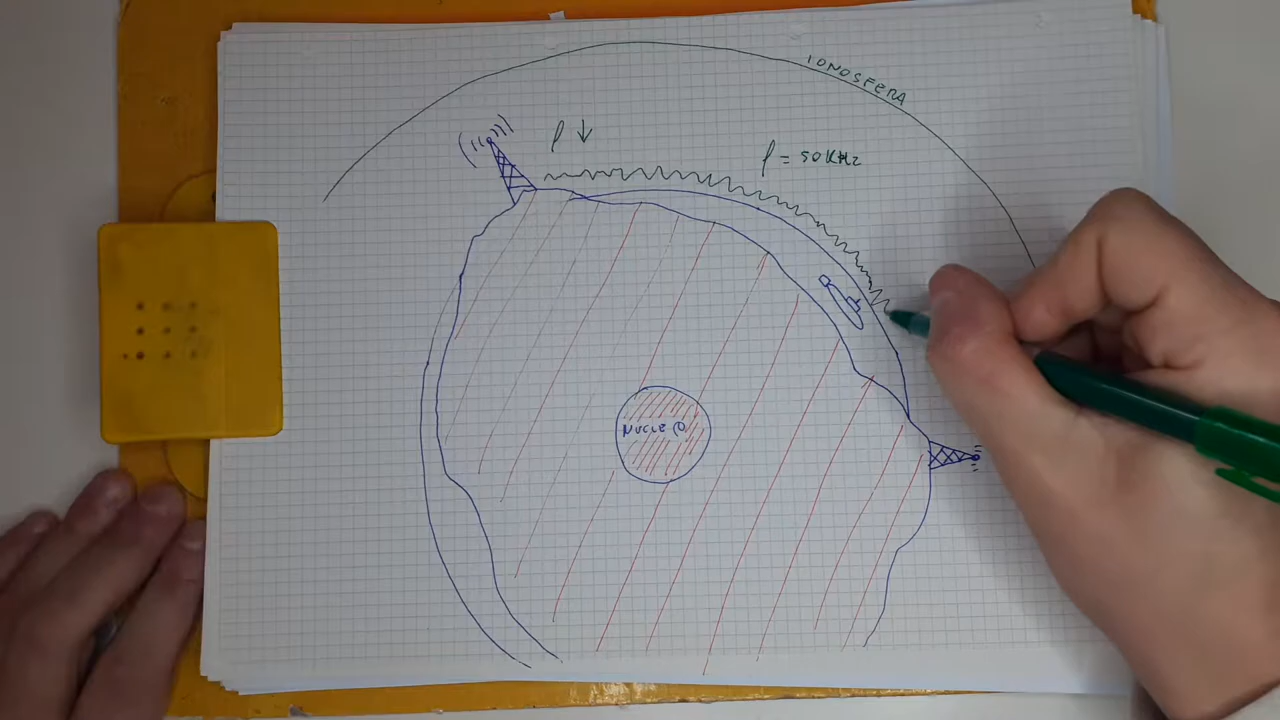 IONOSFERA
f ↓
f = 50KHz
NUCLEO